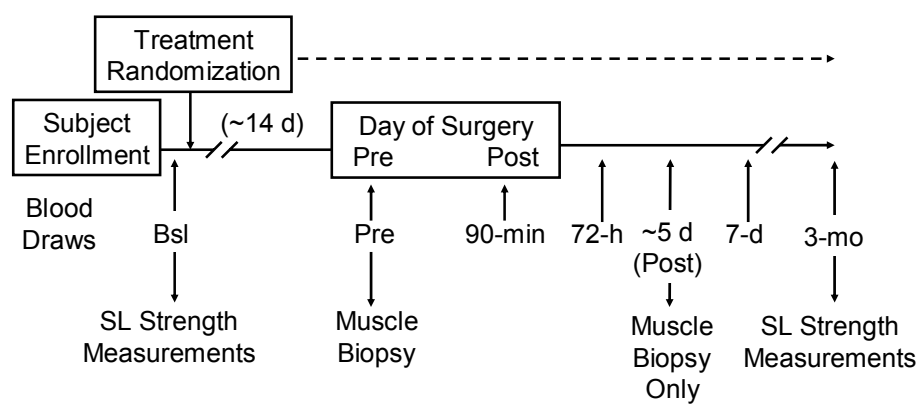 Treatment
Randomization
Subject
Enrollment
(~14 d)
Day of Surgery
Pre Post
Blood
Draws
Bsl
Pre
90-min
72-h
~5 d
(Post)
7-d
3-mo
SL Strength
Measurements
Muscle
Biopsy
Muscle
Biopsy
Only
SL Strength
Measurements